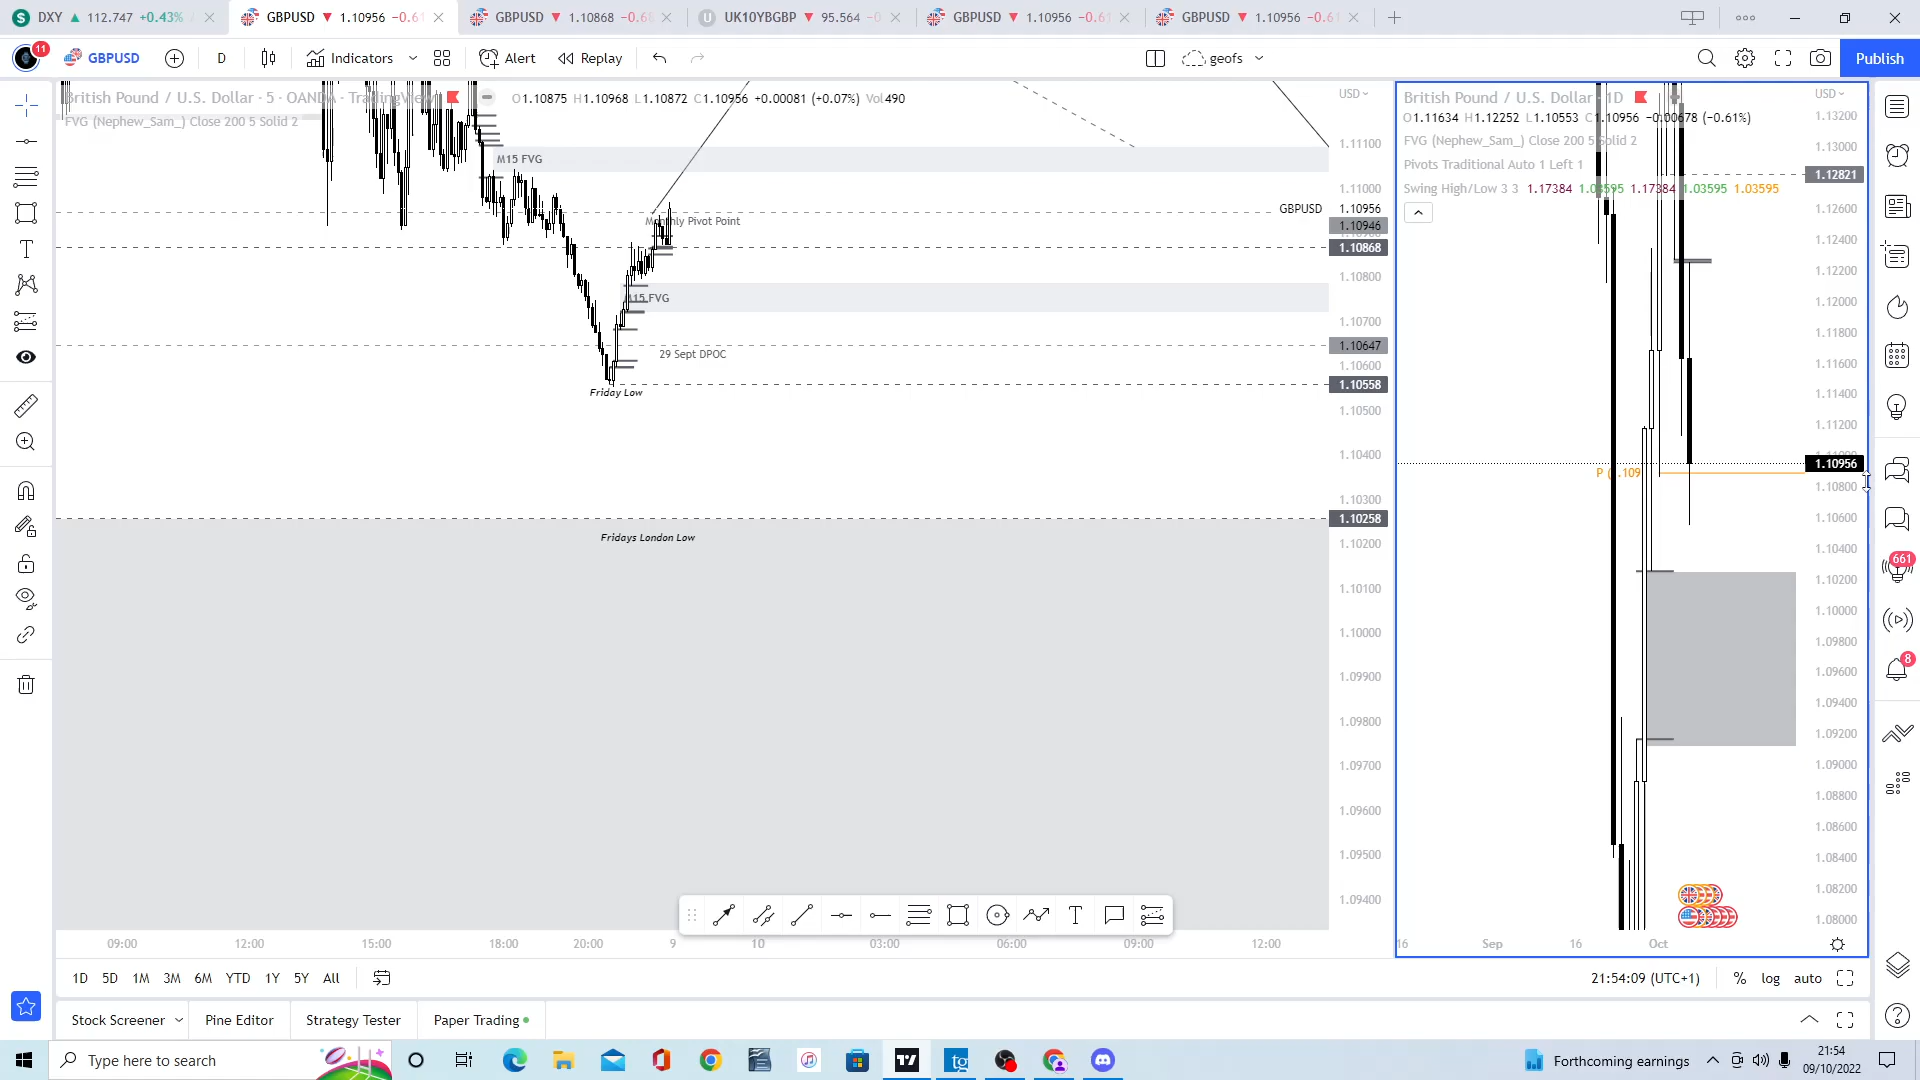 DXY ▲ 112.747 +0.43%
GBPUSD ▼ 1.10956 −0.61
GBPUSD ▼ 1.10868 −0.68
UK10YBGBP ▼ 95.564 −0
GBPUSD ▼ 1.10956 −0.61
GBPUSD ▼ 1.10956 −0.61
11
GBPUSD
D
Indicators
Alert
Replay
geofs
Publish
British Pound / U.S. Dollar · 5 · OANDA · TradingView
O1.10875 H1.10968 L1.10872 C1.10956 +0.00081 (+0.07%) Vol490
FVG (Nephew_Sam_) Close 200 5 Solid 2
USD
M15 FVG
Monthly Pivot Point
M15 FVG
29 Sept DPOC
Friday Low
Fridays London Low
1.11100
1.11000
GBPUSD 1.10956
1.10946
1.10868
1.10800
1.10700
1.10647
1.10600
1.10558
1.10500
1.10400
1.10300
1.10258
1.10200
1.10100
1.10000
1.09900
1.09800
1.09700
1.09600
1.09500
1.09400
09:00 12:00 15:00 18:00 20:00 9 10 03:00 06:00 09:00 12:00
British Pound / U.S. Dollar · 1D
O1.11634 H1.12252 L1.10553 C1.10956 −0.00678 (−0.61%)
FVG (Nephew_Sam_) Close 200 5 Solid 2
Pivots Traditional Auto 1 Left 1
Swing High/Low 3 3 1.17384 1.03595 1.17384 1.03595 1.03595
USD
1.13200
1.13000
1.12821
1.12600
1.12400
1.12200
1.12000
1.11800
1.11600
1.11400
1.11200
1.10956
1.10800
1.10600
1.10400
1.10200
1.10000
1.09800
1.09600
1.09400
1.09200
1.09000
1.08800
1.08600
1.08400
1.08200
1.08000
16 Sep 16 Oct
661
8
1D 5D 1M 3M 6M YTD 1Y 5Y All
21:54:09 (UTC+1) % log auto
Stock Screener
Pine Editor
Strategy Tester
Paper Trading
Type here to search
Forthcoming earnings
21:54
09/10/2022